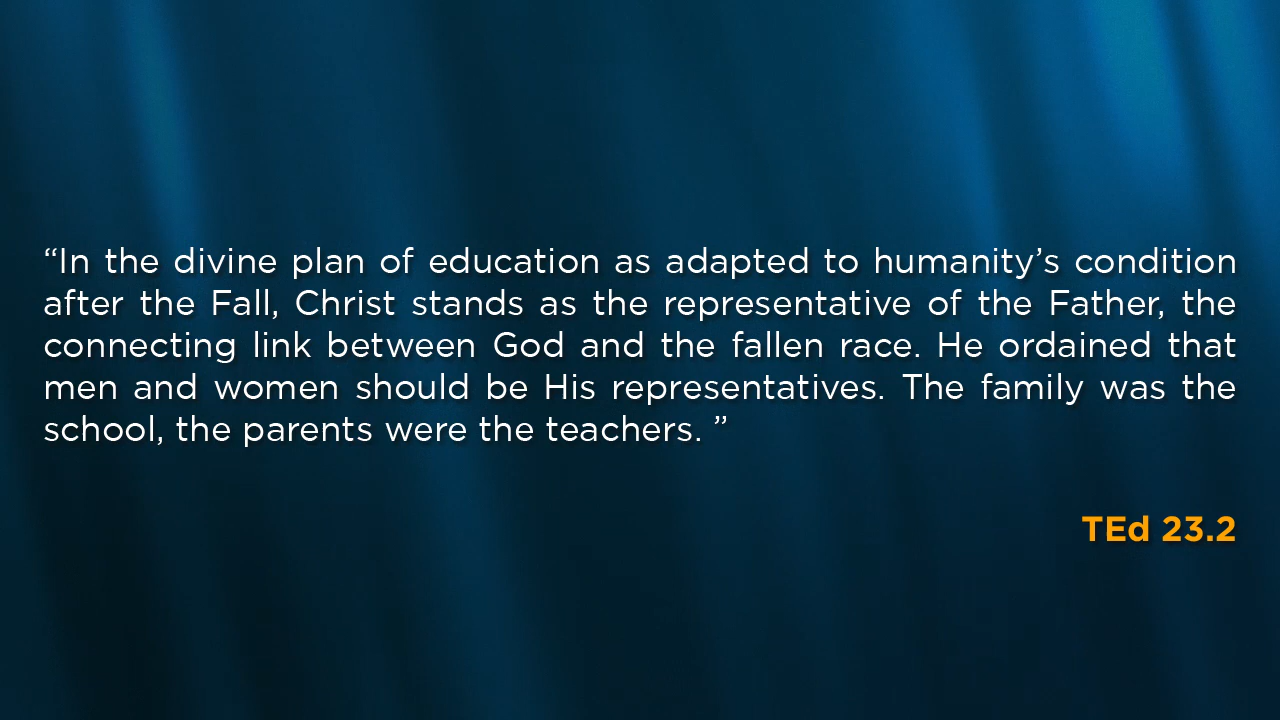 “In the divine plan of education as adapted to humanity’s condition
after the Fall, Christ stands as the representative of the Father, the
connecting link between God and the fallen race. He ordained that
men and women should be His representatives. The family was the
school, the parents were the teachers. ”
TEd 23.2